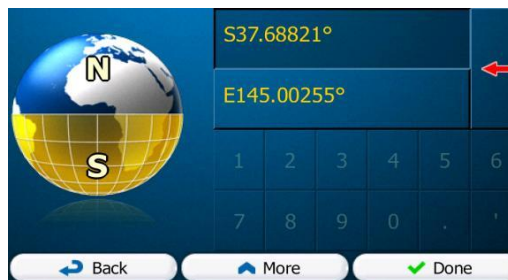 S37.68821°
N
E145.00255°
S
1 2 3 4 5 6
7 8 9 0 . '
Back More Done